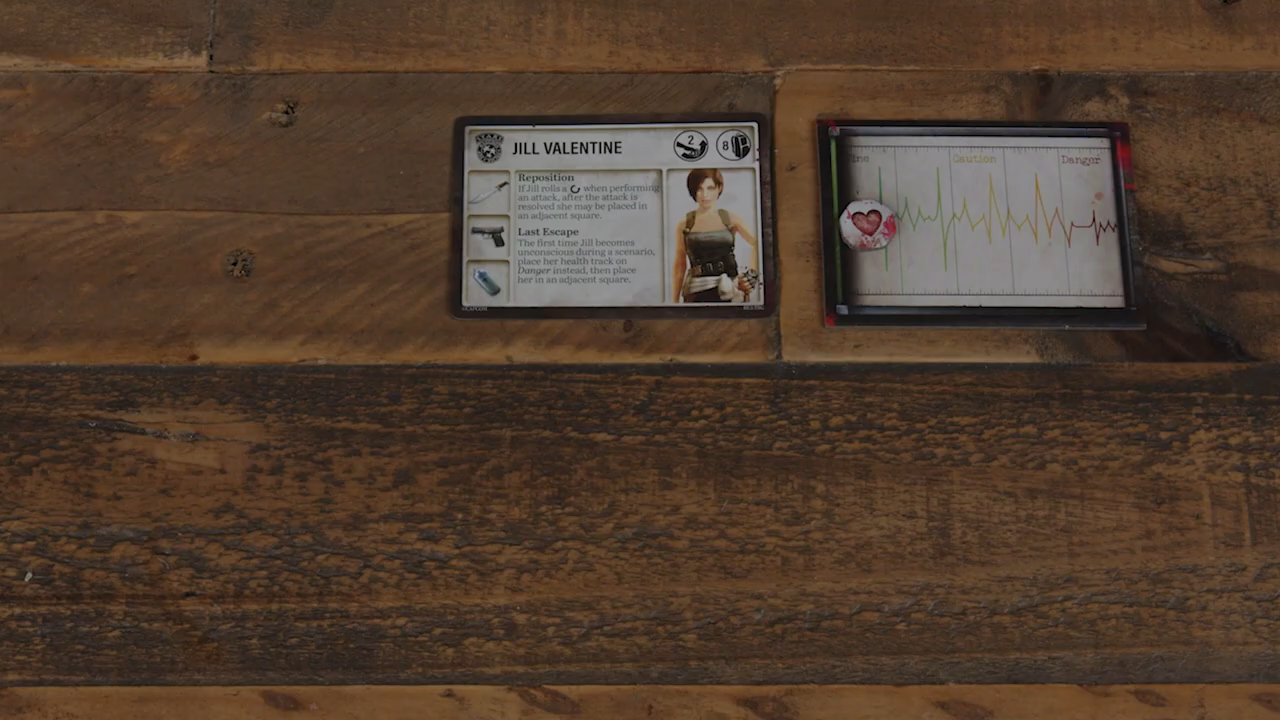 JILL VALENTINE
2
8
Reposition
If Jill rolls a when performing
an attack, after the attack is
resolved she may be placed in
an adjacent square.
Last Escape
The first time Jill becomes
unconscious during a scenario,
place her health track on
Danger instead, then place
her in an adjacent square.
©CAPCOM
Caution
Danger